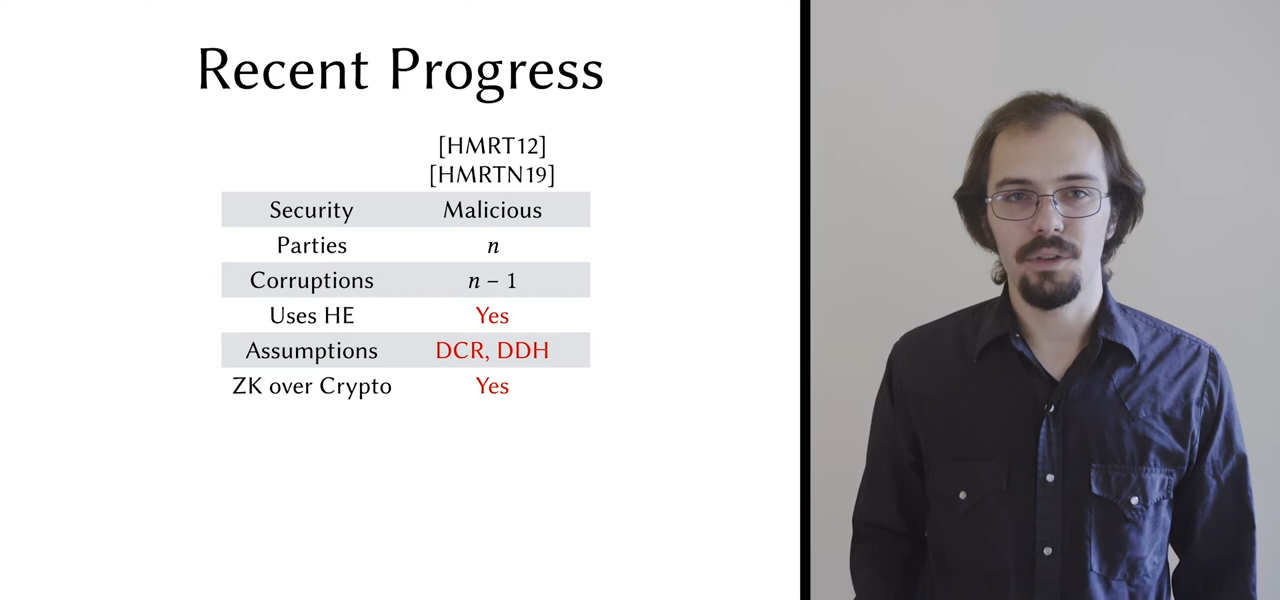 Recent Progress
[HMRT12]
[HMRTN19]
Security Malicious
Parties n
Corruptions n – 1
Uses HE Yes
Assumptions DCR, DDH
ZK over Crypto Yes